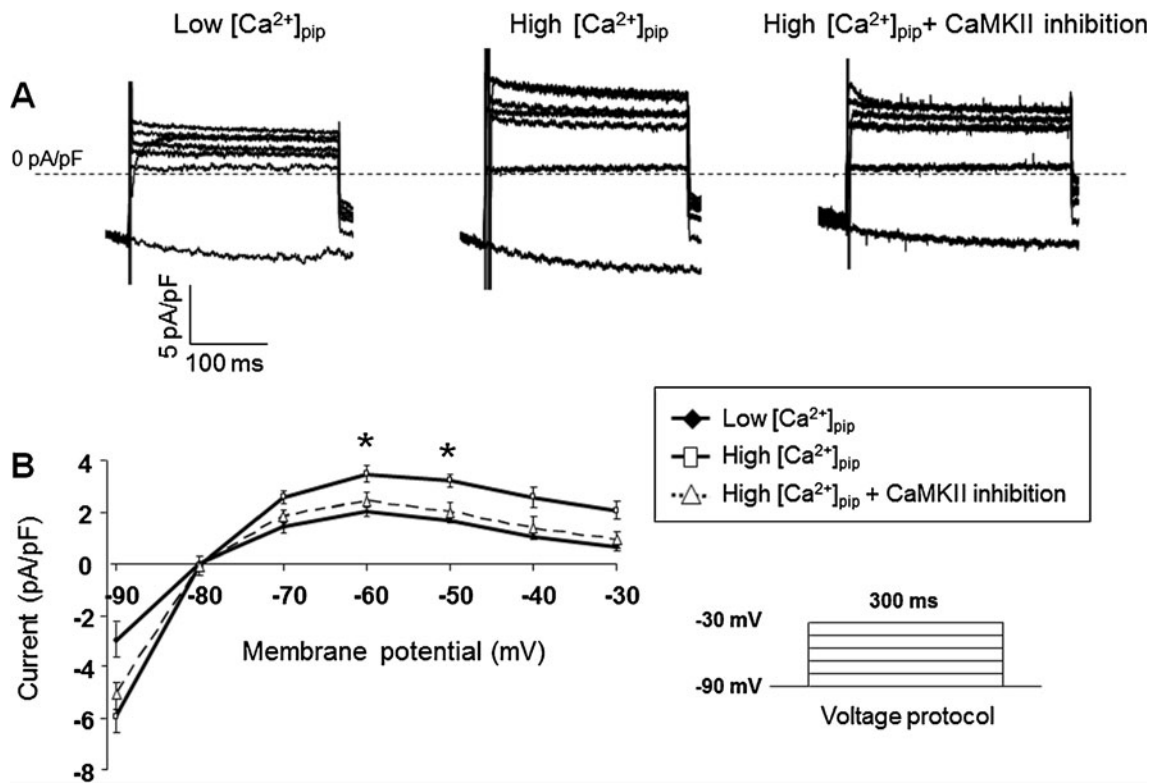 Low [Ca²⁺]pip
High [Ca²⁺]pip
High [Ca²⁺]pip+ CaMKII inhibition
A
0 pA/pF
5 pA/pF
100 ms
B
Low [Ca²⁺]pip
High [Ca²⁺]pip
High [Ca²⁺]pip + CaMKII inhibition
* *
4
2
0
-2
-4
-6
-8
Current (pA/pF)
-90 -80 -70 -60 -50 -40 -30
Membrane potential (mV)
300 ms
-30 mV
-90 mV
Voltage protocol